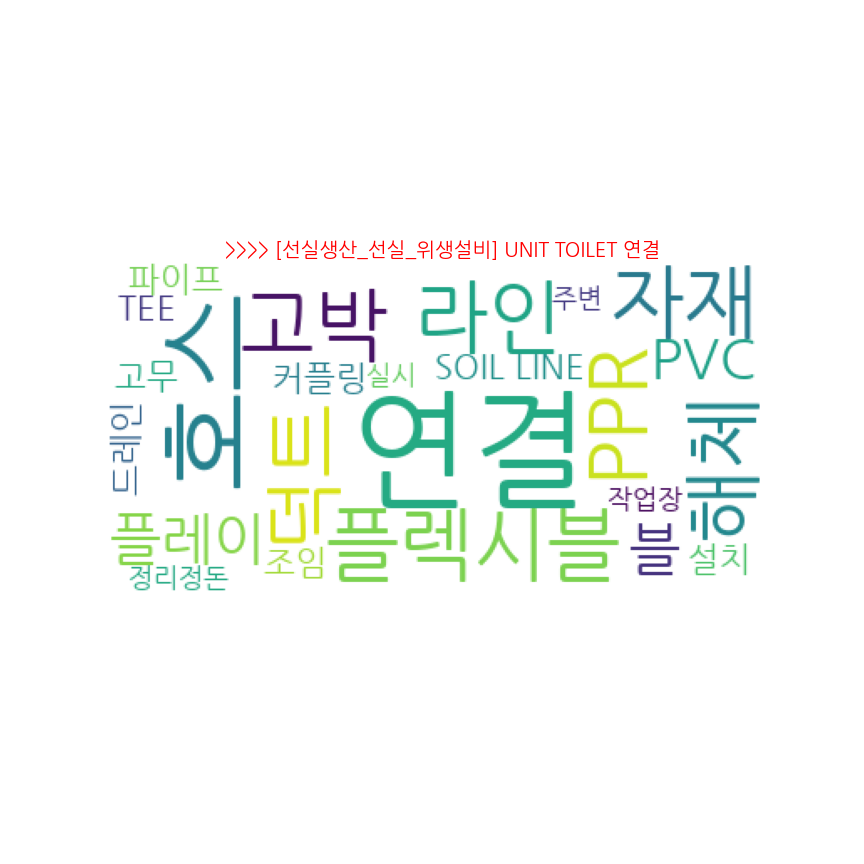 >>>> [선실생산_선실_위생설비] UNIT TOILET 연결
파이프
TEE
호스
고박
라인
주변
자재
고무
커플링
실시
SOIL LINE
PPR
PVC
드레인
덕트
연결
해체
플레이
조임
플렉시블
작업장
블
설치
정리정돈